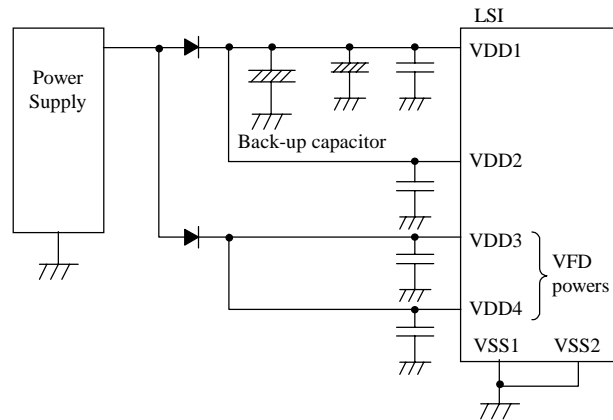 LSI
Power
Supply
VDD1
Back-up capacitor
VDD2
VDD3
VFD
powers
VDD4
VSS1 VSS2